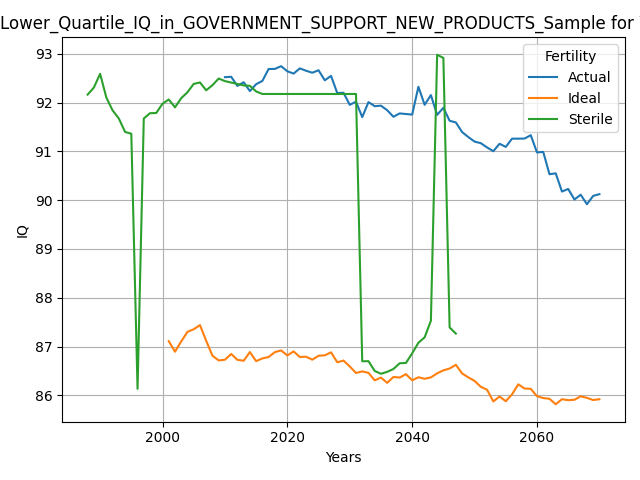 Lower_Quartile_IQ_in_GOVERNMENT_SUPPORT_NEW_PRODUCTS_Sample for
Fertility
Actual
Ideal
Sterile
93
92
91
90
89
88
87
86
IQ
2000
2020
2040
2060
Years